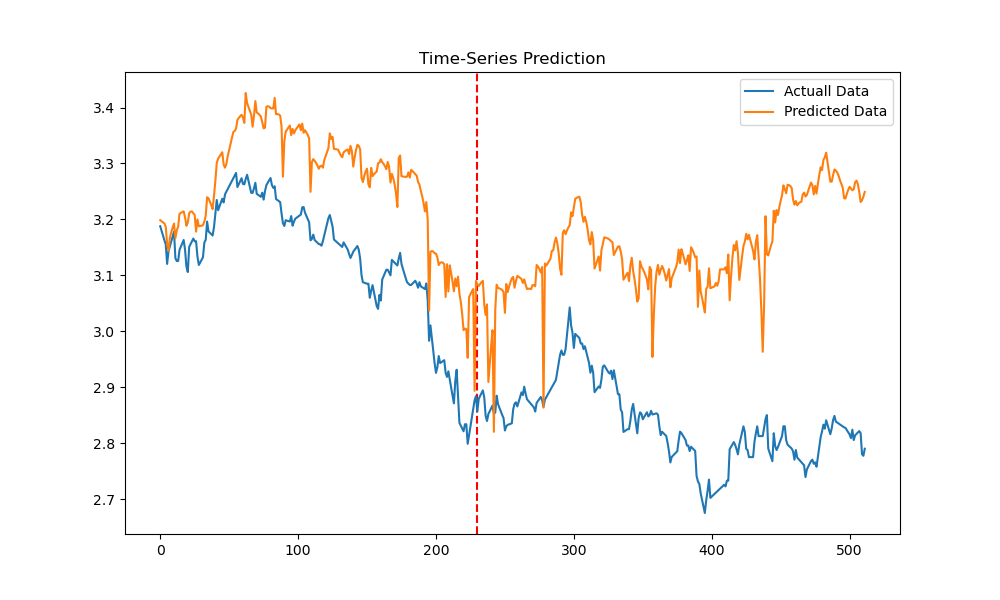 Time-Series Prediction
Actuall Data
Predicted Data
3.4
3.3
3.2
3.1
3.0
2.9
2.8
2.7
0 100 200 300 400 500